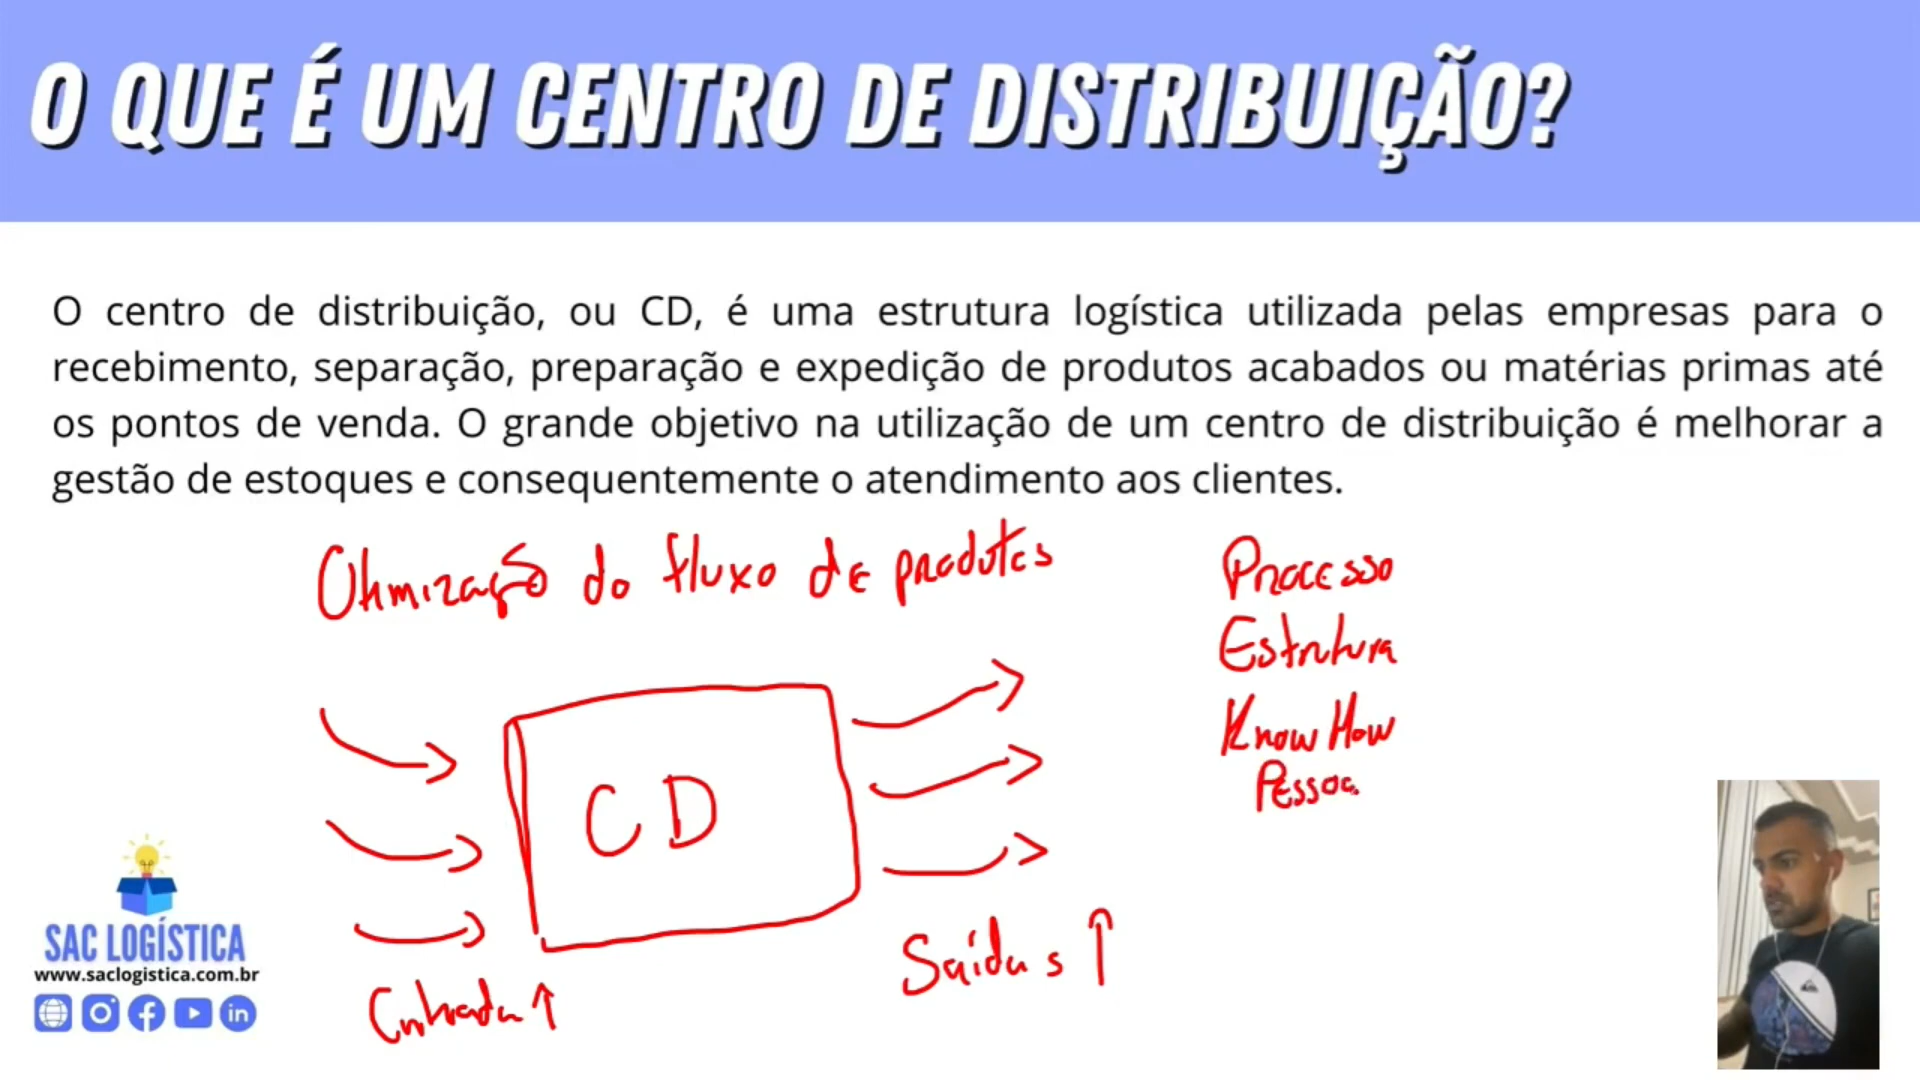 O QUE É UM CENTRO DE DISTRIBUIÇÃO?
O centro de distribuição, ou CD, é uma estrutura logística utilizada pelas empresas para o
recebimento, separação, preparação e expedição de produtos acabados ou matérias primas até
os pontos de venda. O grande objetivo na utilização de um centro de distribuição é melhorar a
gestão de estoques e consequentemente o atendimento aos clientes.
Otimização do fluxo de produtos
Processo
Estrutura
Know How
Pessoa
CD
Entrada ↑
Saídas ↑
SAC LOGÍSTICA
www.saclogistica.com.br
in